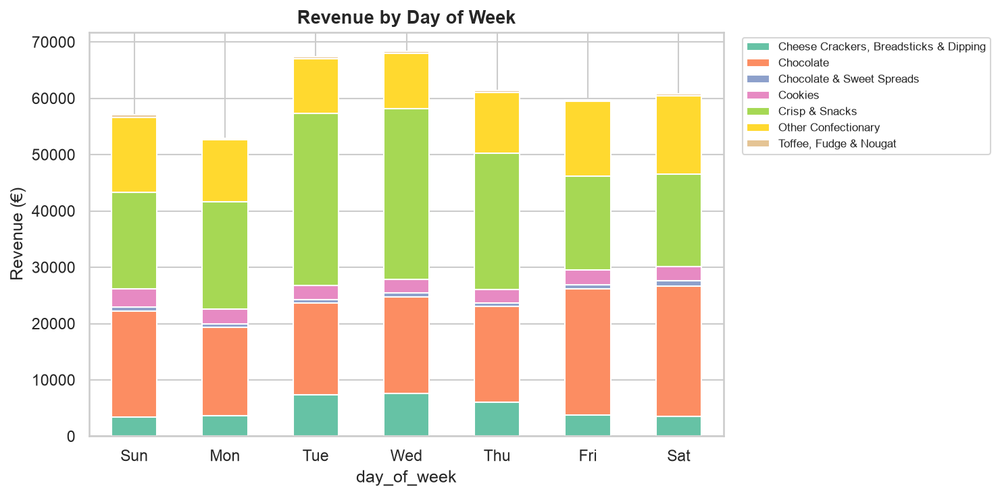 Revenue by Day of Week
Revenue (€)
70000
60000
50000
40000
30000
20000
10000
0
Sun Mon Tue Wed Thu Fri Sat
day_of_week
Cheese Crackers, Breadsticks & Dipping
Chocolate
Chocolate & Sweet Spreads
Cookies
Crisp & Snacks
Other Confectionary
Toffee, Fudge & Nougat